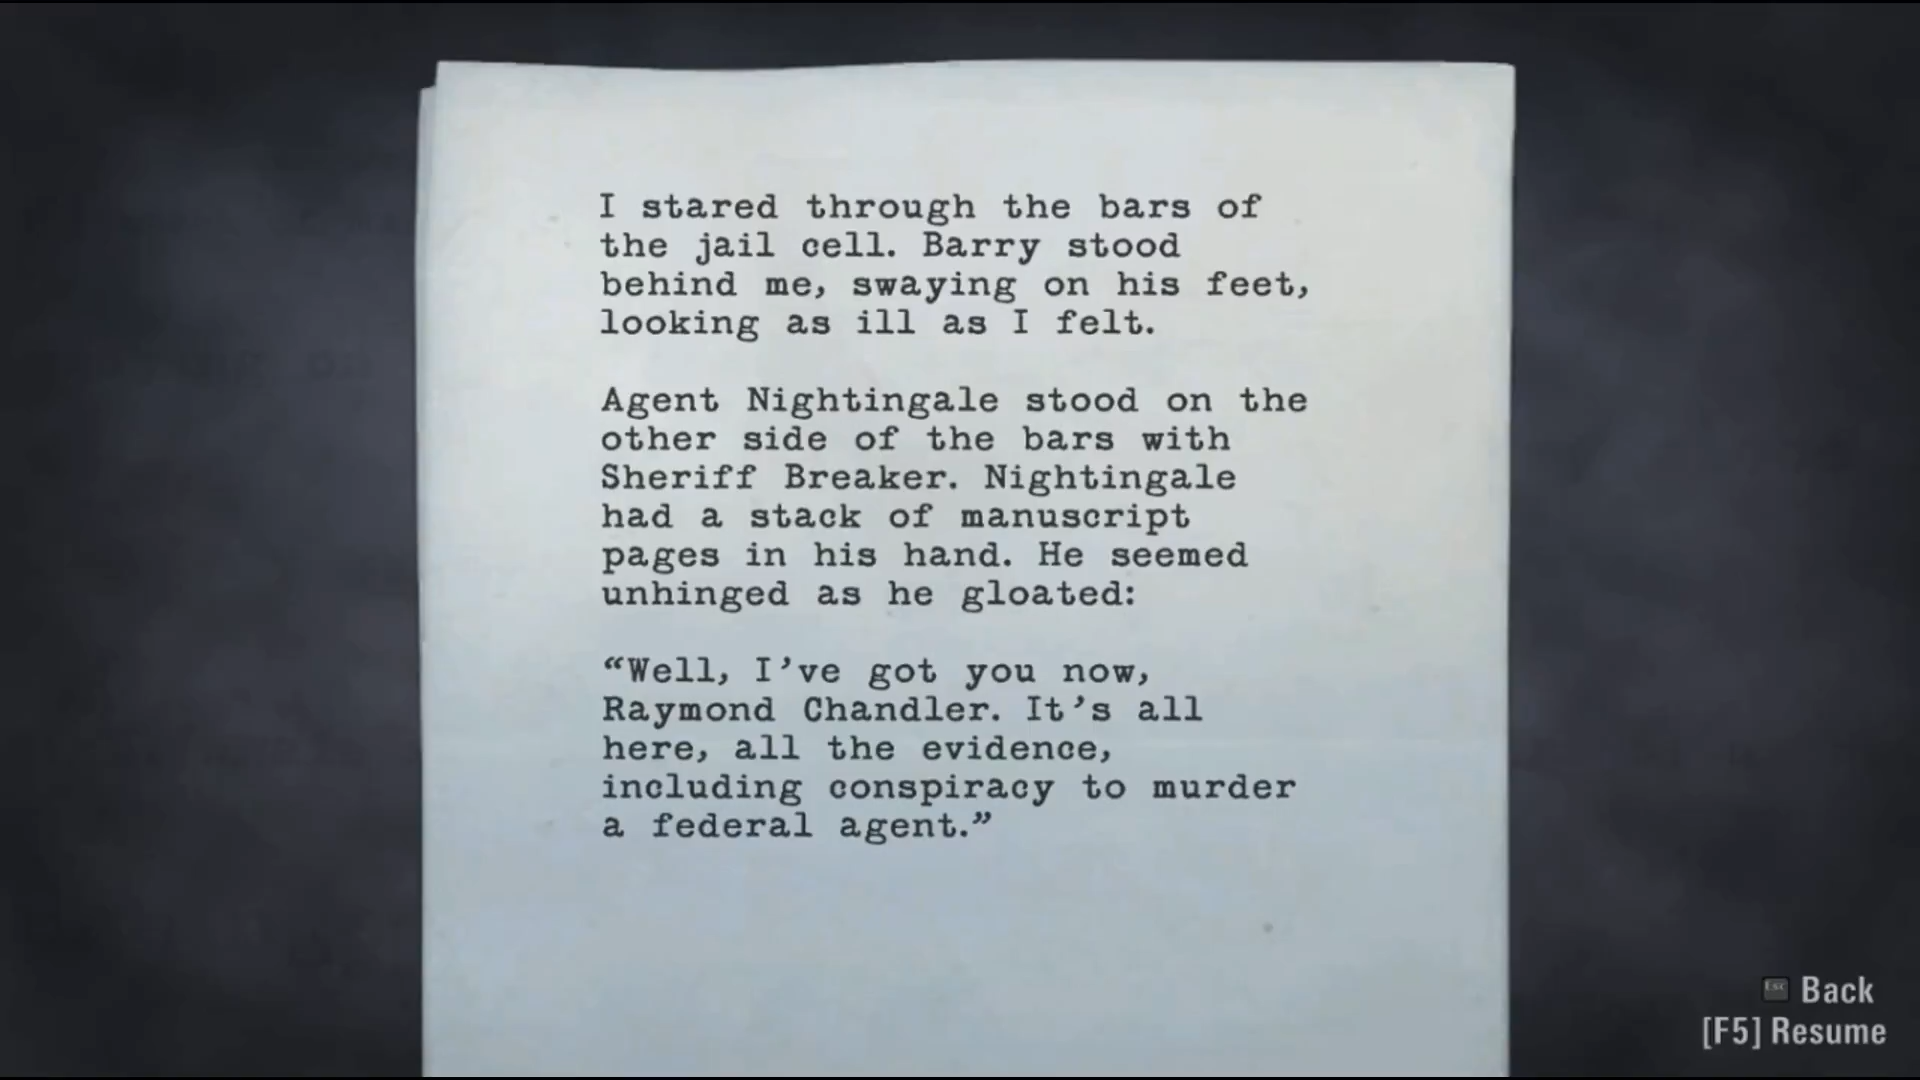 I stared through the bars of
the jail cell. Barry stood
behind me, swaying on his feet,
looking as ill as I felt.
Agent Nightingale stood on the
other side of the bars with
Sheriff Breaker. Nightingale
had a stack of manuscript
pages in his hand. He seemed
unhinged as he gloated:
“Well, I’ve got you now,
Raymond Chandler. It’s all
here, all the evidence,
including conspiracy to murder
a federal agent.”
Esc Back
[F5] Resume